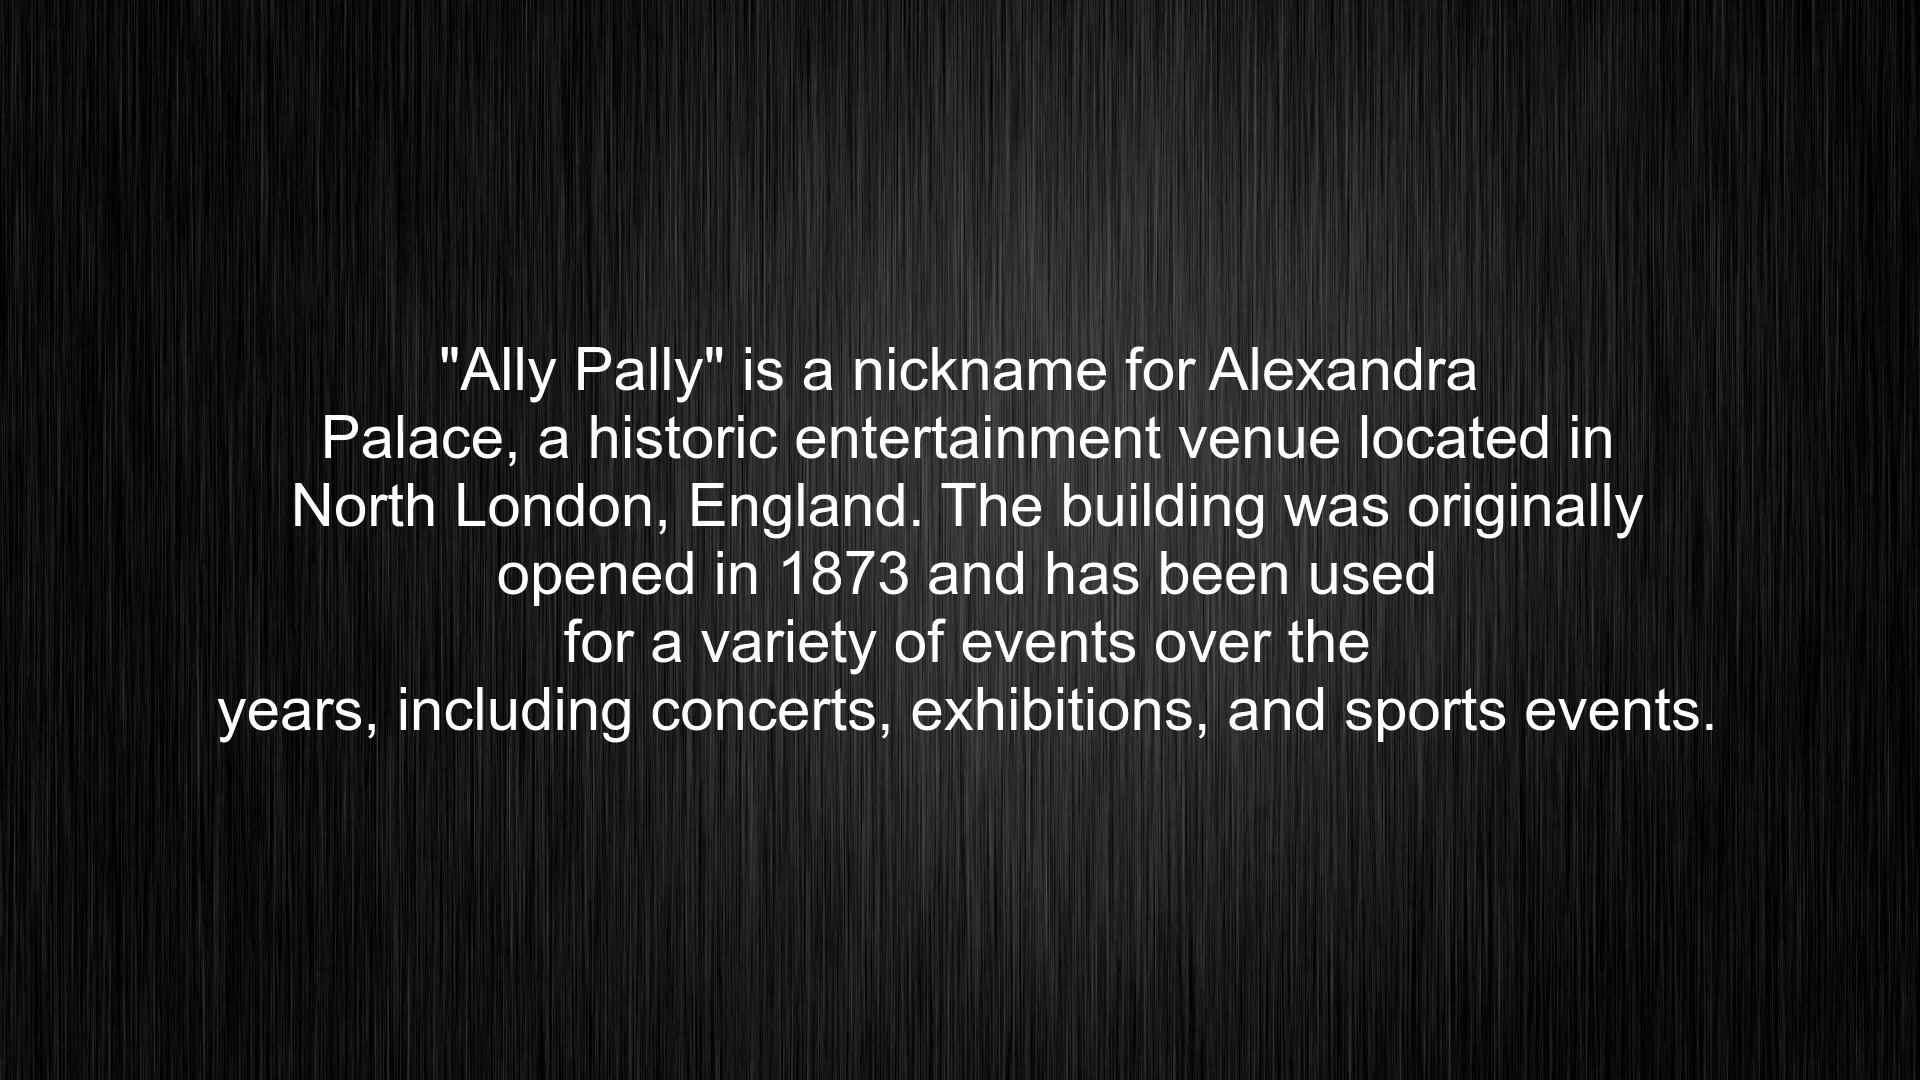 "Ally Pally" is a nickname for Alexandra
Palace, a historic entertainment venue located in
North London, England. The building was originally
opened in 1873 and has been used
for a variety of events over the
years, including concerts, exhibitions, and sports events.